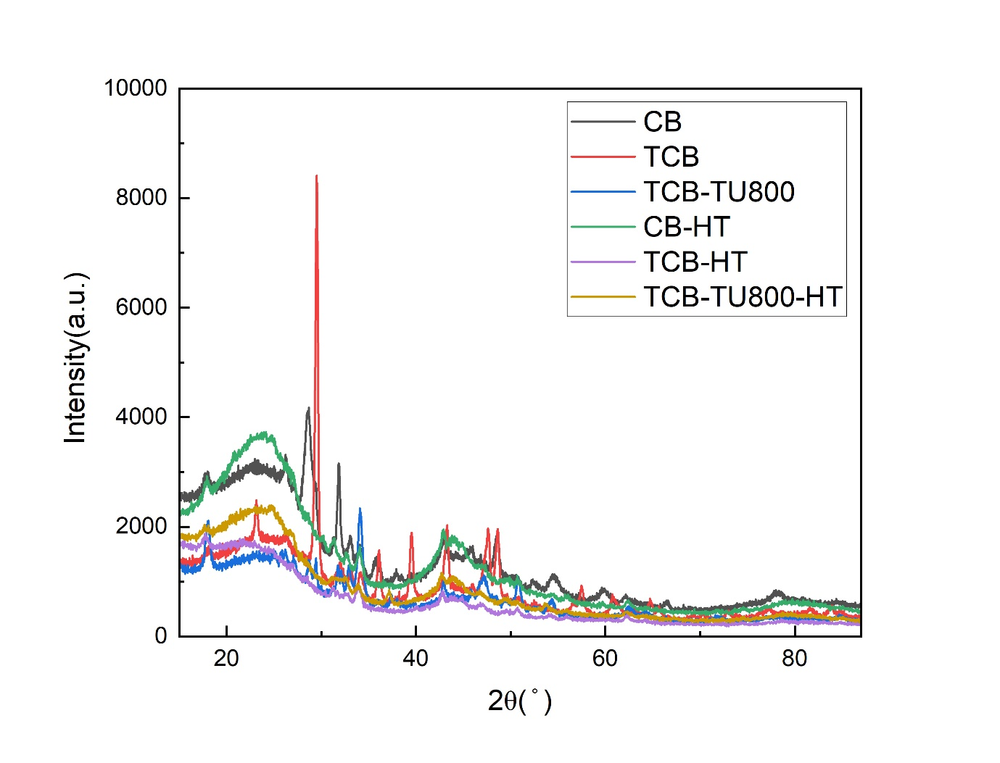 10000
8000
6000
4000
2000
0
Intensity(a.u.)
CB
TCB
TCB-TU800
CB-HT
TCB-HT
TCB-TU800-HT
20 40 60 80
2θ(°)